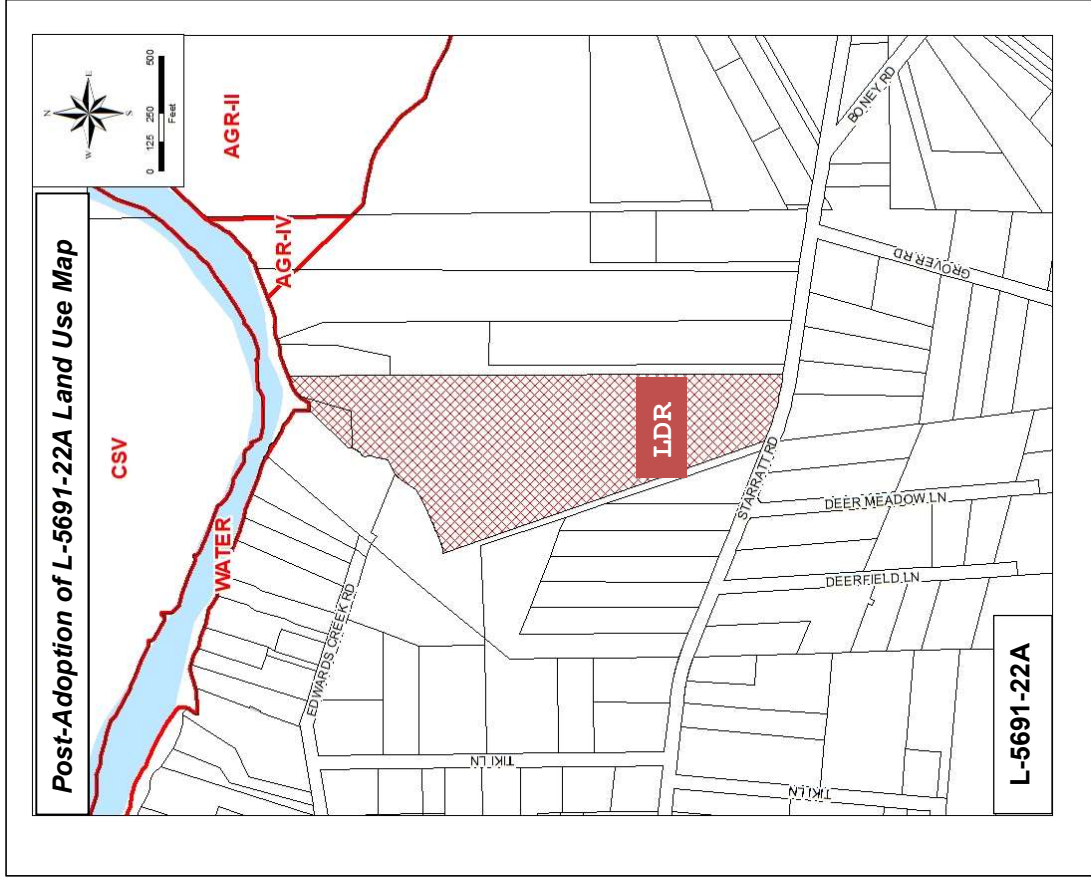 Post-Adoption of L-5691-22A Land Use Map
N
W
E
S
0 125 250 500
Feet
AGR-II
CSV
AGR-IV
WATER
EDWARDS CREEK RD
LDR
BONEY RD
GROVER RD
STARRATT RD
DEER MEADOW LN
DEERFIELD LN
TIKI LN
TIKI LN
L-5691-22A